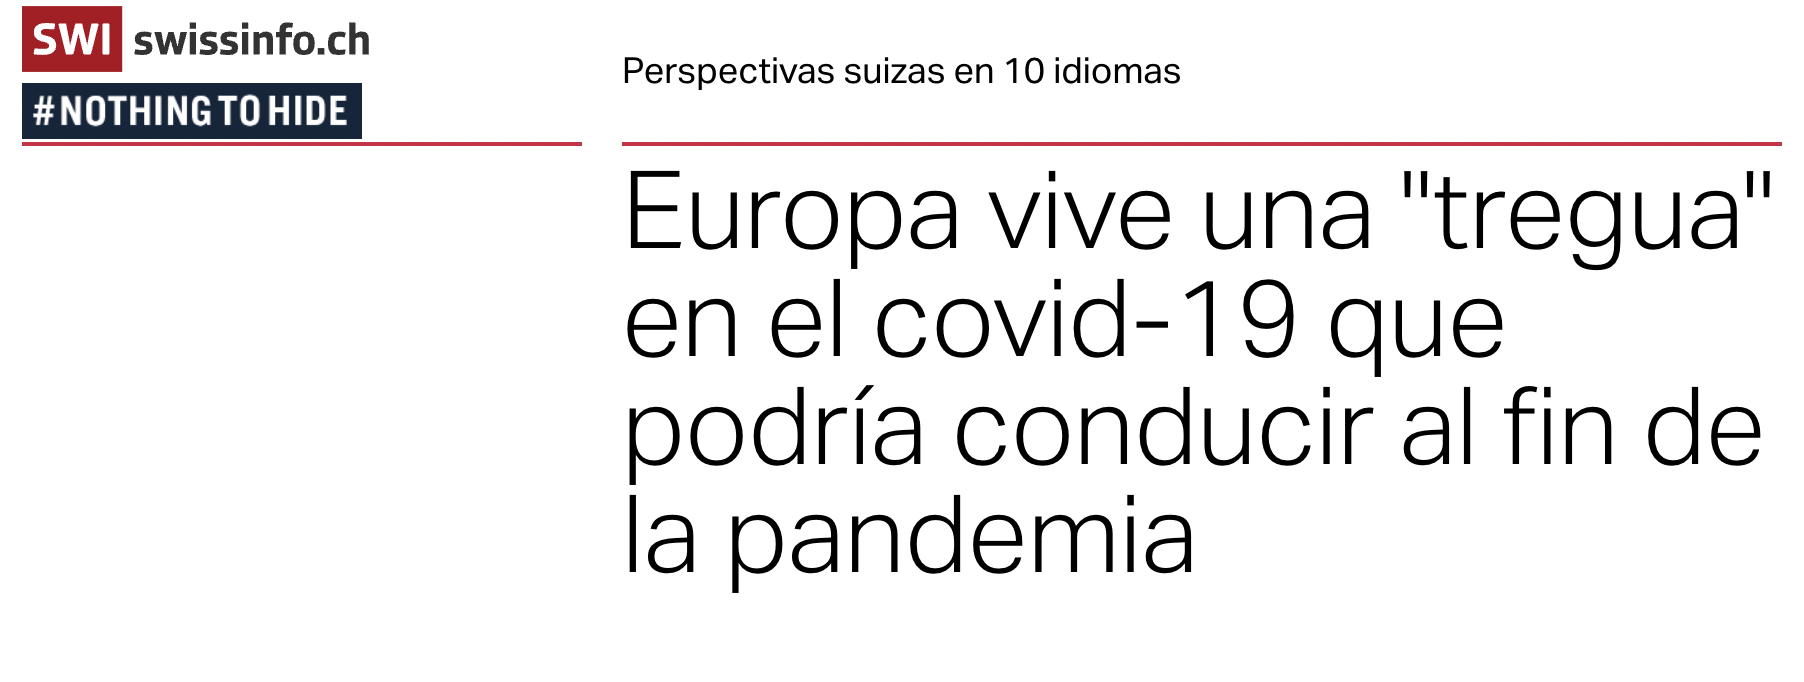 SWI swissinfo.ch
#NOTHING TO HIDE
Perspectivas suizas en 10 idiomas
Europa vive una "tregua"
en el covid-19 que
podría conducir al fin de
la pandemia